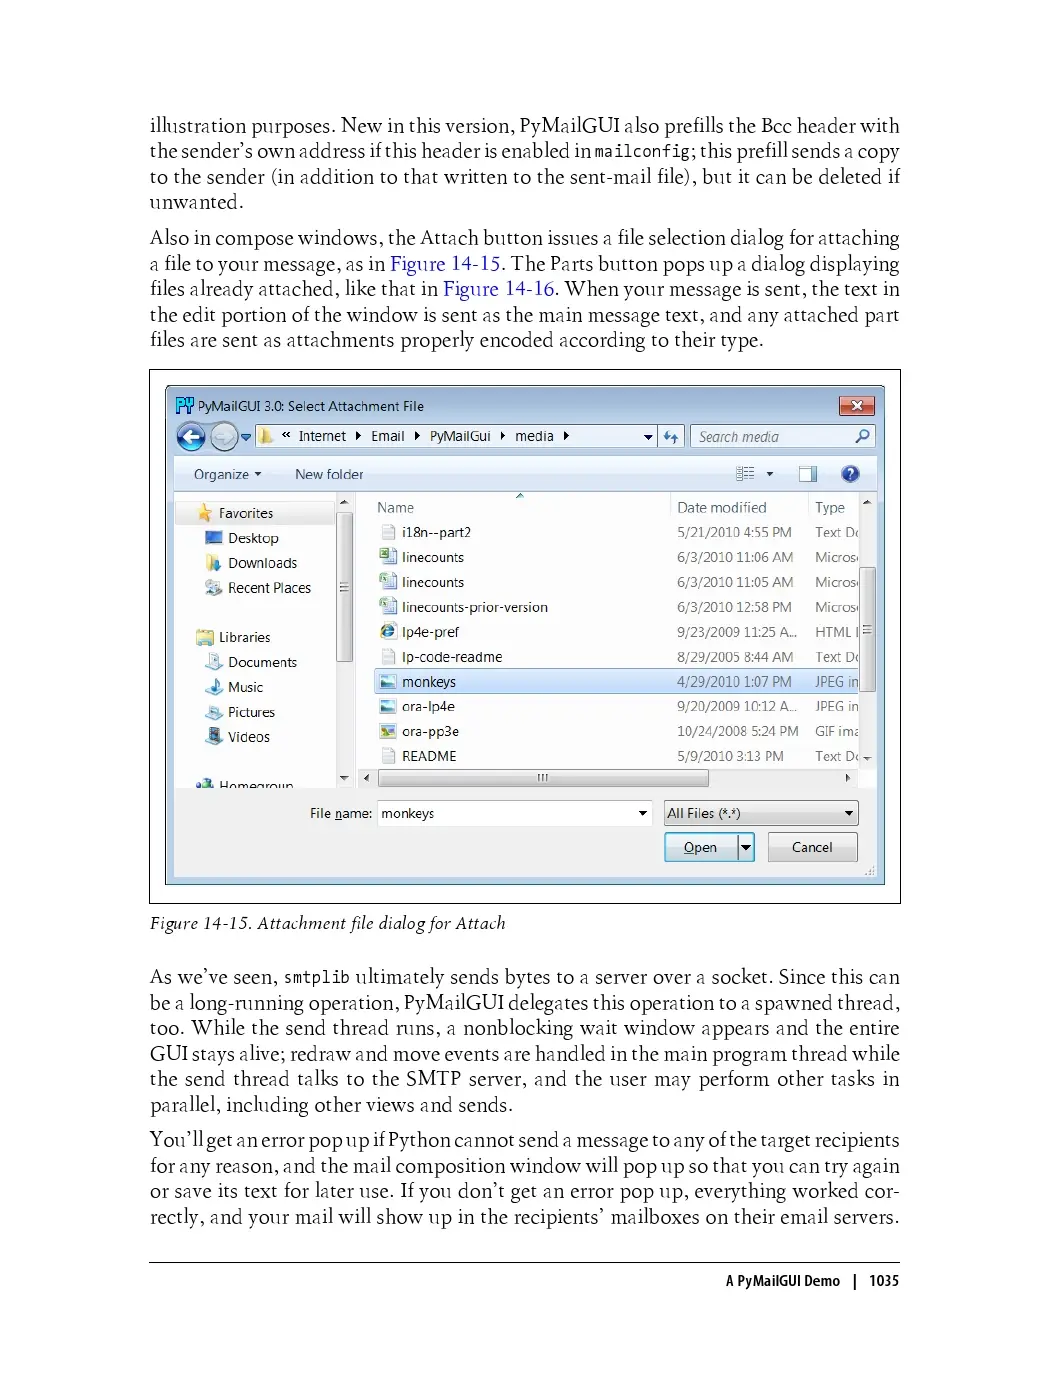 illustration purposes. New in this version, PyMailGUI also prefills the Bcc header with
the sender’s own address if this header is enabled in mailconfig; this prefill sends a copy
to the sender (in addition to that written to the sent-mail file), but it can be deleted if
unwanted.
Also in compose windows, the Attach button issues a file selection dialog for attaching
a file to your message, as in Figure 14-15. The Parts button pops up a dialog displaying
files already attached, like that in Figure 14-16. When your message is sent, the text in
the edit portion of the window is sent as the main message text, and any attached part
files are sent as attachments properly encoded according to their type.
PY PyMailGUI 3.0: Select Attachment File
« Internet Email PyMailGui media
Search media
Organize
New folder
Favorites
Desktop
Downloads
Recent Places
Libraries
Documents
Music
Pictures
Videos
Homegroup
Name Date modified Type
i18n--part2 5/21/2010 4:55 PM Text Do
linecounts 6/3/2010 11:06 AM Micros
linecounts 6/3/2010 11:05 AM Micros
linecounts-prior-version 6/3/2010 12:58 PM Micros
lp4e-pref 9/23/2009 11:25 A... HTML
lp-code-readme 8/29/2005 8:44 AM Text Do
monkeys 4/29/2010 1:07 PM JPEG im
ora-lp4e 9/20/2009 10:12 A... JPEG im
ora-pp3e 10/24/2008 5:24 PM GIF ima
README 5/9/2010 3:13 PM Text Do
File name: monkeys
All Files (*.*)
Open
Cancel
Figure 14-15. Attachment file dialog for Attach
As we’ve seen, smtplib ultimately sends bytes to a server over a socket. Since this can
be a long-running operation, PyMailGUI delegates this operation to a spawned thread,
too. While the send thread runs, a nonblocking wait window appears and the entire
GUI stays alive; redraw and move events are handled in the main program thread while
the send thread talks to the SMTP server, and the user may perform other tasks in
parallel, including other views and sends.
You’ll get an error pop up if Python cannot send a message to any of the target recipients
for any reason, and the mail composition window will pop up so that you can try again
or save its text for later use. If you don’t get an error pop up, everything worked cor-
rectly, and your mail will show up in the recipients’ mailboxes on their email servers.
A PyMailGUI Demo | 1035